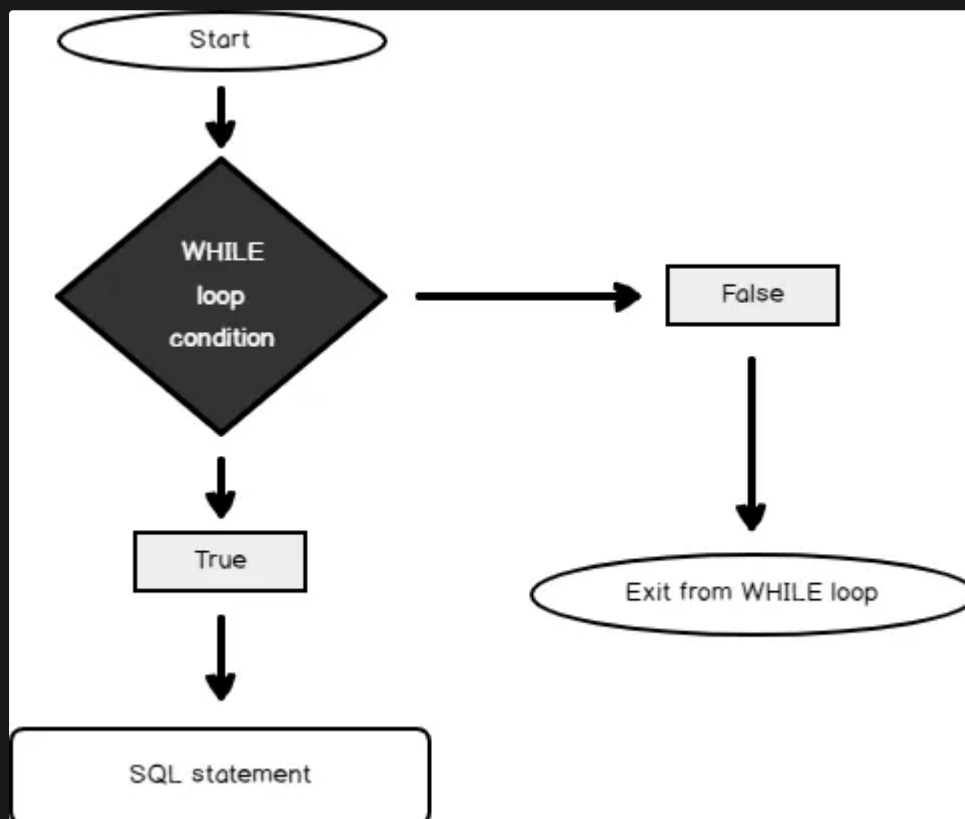 Start
WHILE
loop
condition
False
True
Exit from WHILE loop
SQL statement